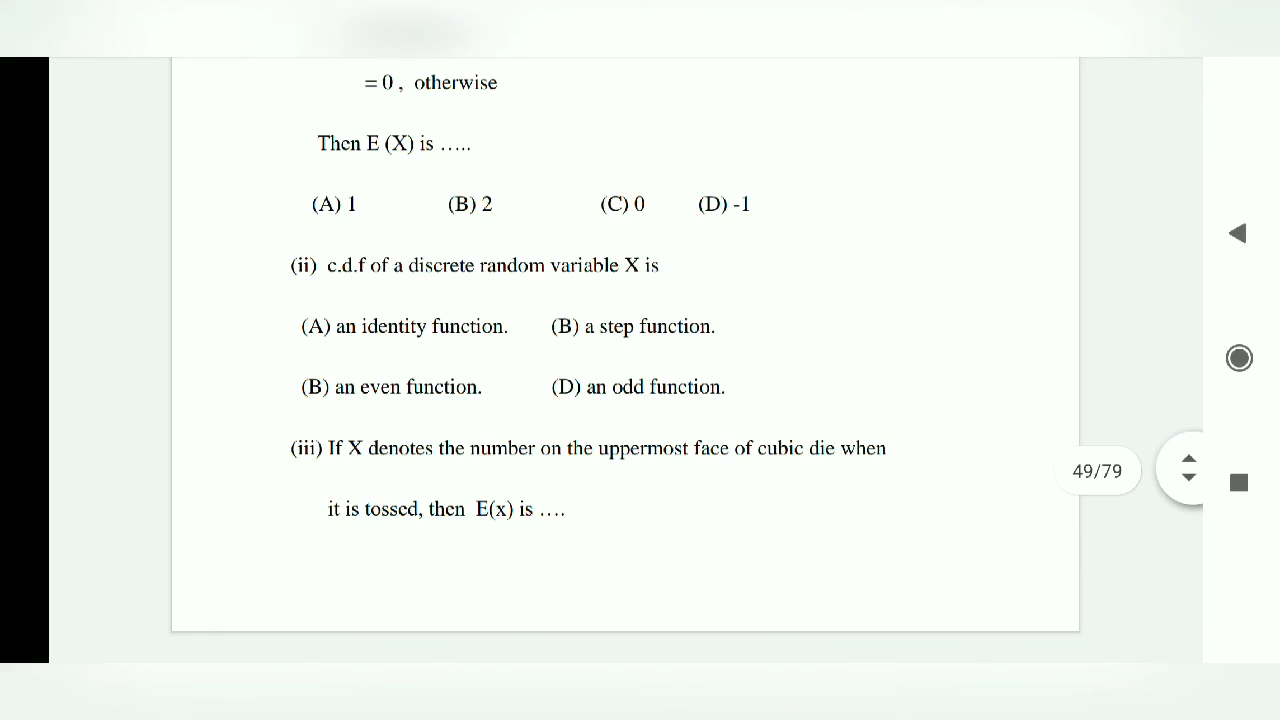 = 0 , otherwise
Then E (X) is …..
(A) 1 (B) 2 (C) 0 (D) -1
(ii) c.d.f of a discrete random variable X is
(A) an identity function. (B) a step function.
(B) an even function. (D) an odd function.
(iii) If X denotes the number on the uppermost face of cubic die when
it is tossed, then E(x) is ….
49/79